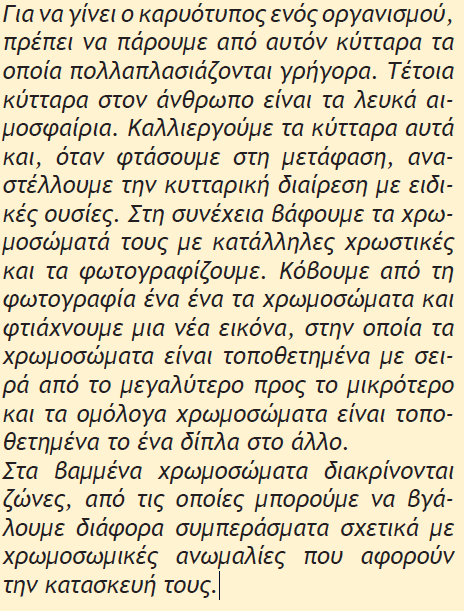 Για να γίνει ο καρυότυπος ενός οργανισμού,
πρέπει να πάρουμε από αυτόν κύτταρα τα
οποία πολλαπλασιάζονται γρήγορα. Τέτοια
κύτταρα στον άνθρωπο είναι τα λευκά αι-
μοσφαίρια. Καλλιεργούμε τα κύτταρα αυτά
και, όταν φτάσουμε στη μετάφαση, ανα-
στέλλουμε την κυτταρική διαίρεση με ειδι-
κές ουσίες. Στη συνέχεια βάφουμε τα χρω-
μοσώματά τους με κατάλληλες χρωστικές
και τα φωτογραφίζουμε. Κόβουμε από τη
φωτογραφία ένα ένα τα χρωμοσώματα και
φτιάχνουμε μια νέα εικόνα, στην οποία τα
χρωμοσώματα είναι τοποθετημένα με σει-
ρά από το μεγαλύτερο προς το μικρότερο
και τα ομόλογα χρωμοσώματα είναι τοπο-
θετημένα το ένα δίπλα στο άλλο.
Στα βαμμένα χρωμοσώματα διακρίνονται
ζώνες, από τις οποίες μπορούμε να βγά-
λουμε διάφορα συμπεράσματα σχετικά με
χρωμοσωμικές ανωμαλίες που αφορούν
την κατασκευή τους.